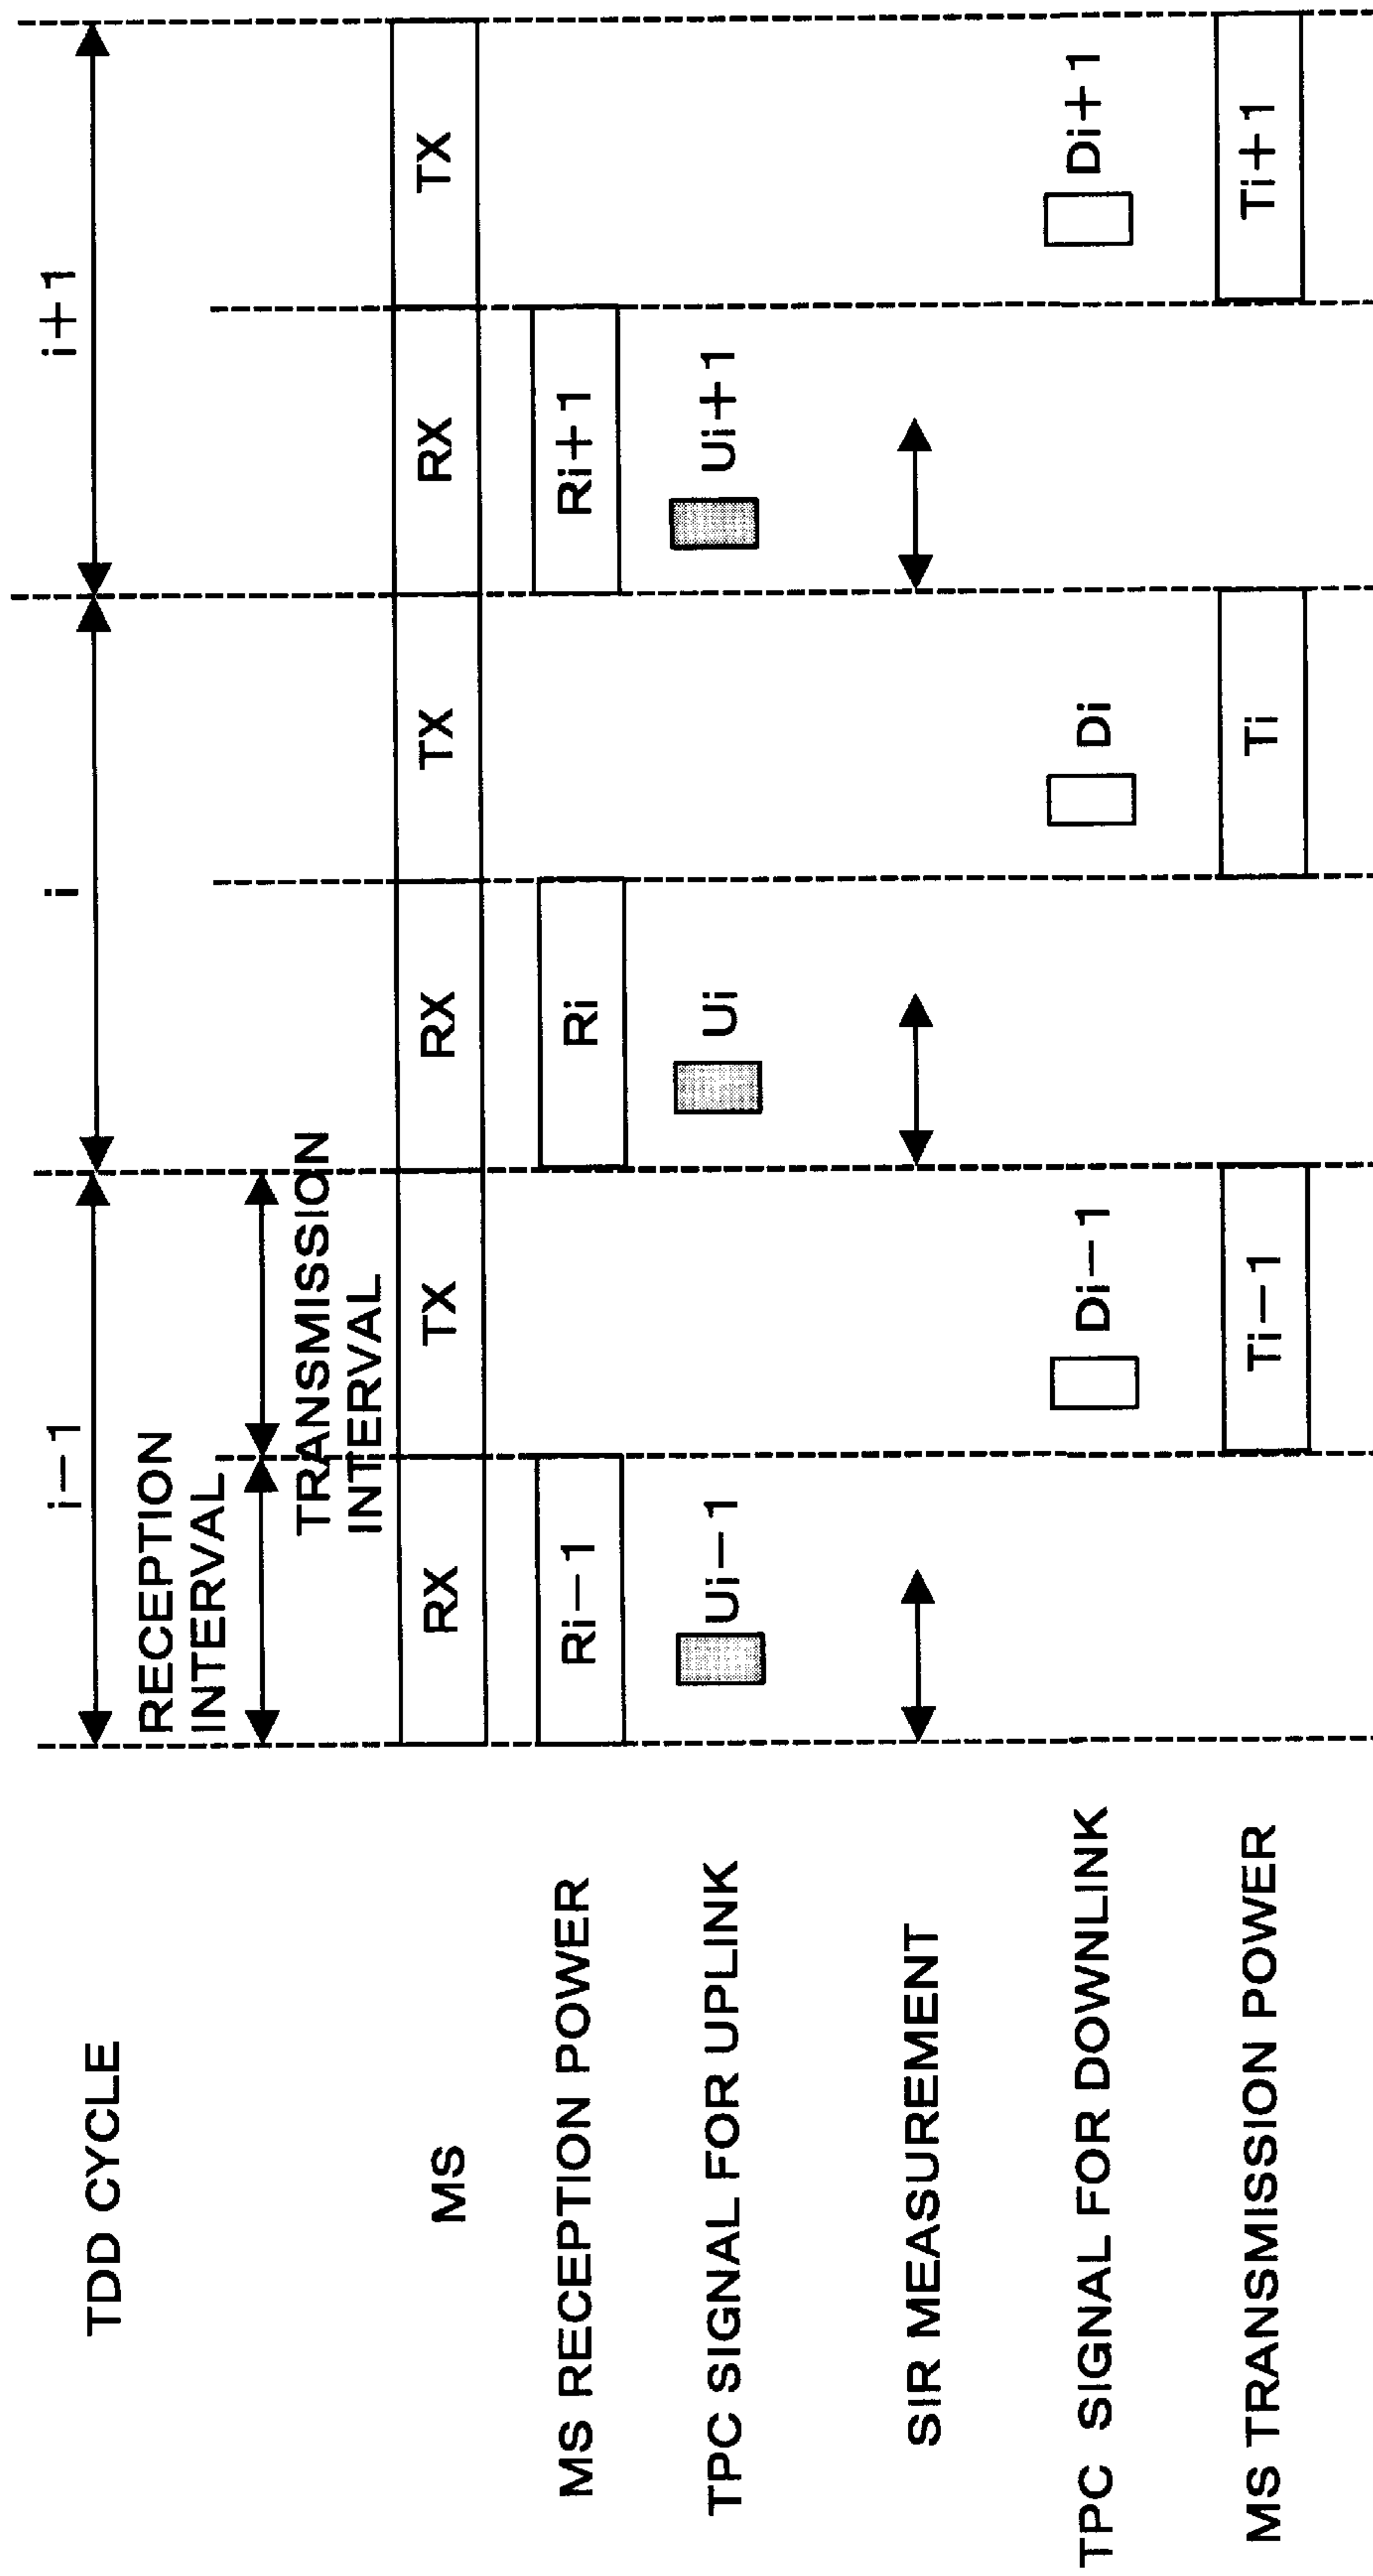 TDD CYCLE
i−1
i
i+1
RECEPTION
INTERVAL
TRANSMISSION
INTERVAL
MS
RX
TX
RX
TX
RX
TX
MS RECEPTION POWER
Ri−1
Ri
Ri+1
TPC SIGNAL FOR UPLINK
Ui−1
Ui
Ui+1
SIR MEASUREMENT
TPC SIGNAL FOR DOWNLINK
Di−1
Di
Di+1
MS TRANSMISSION POWER
Ti−1
Ti
Ti+1